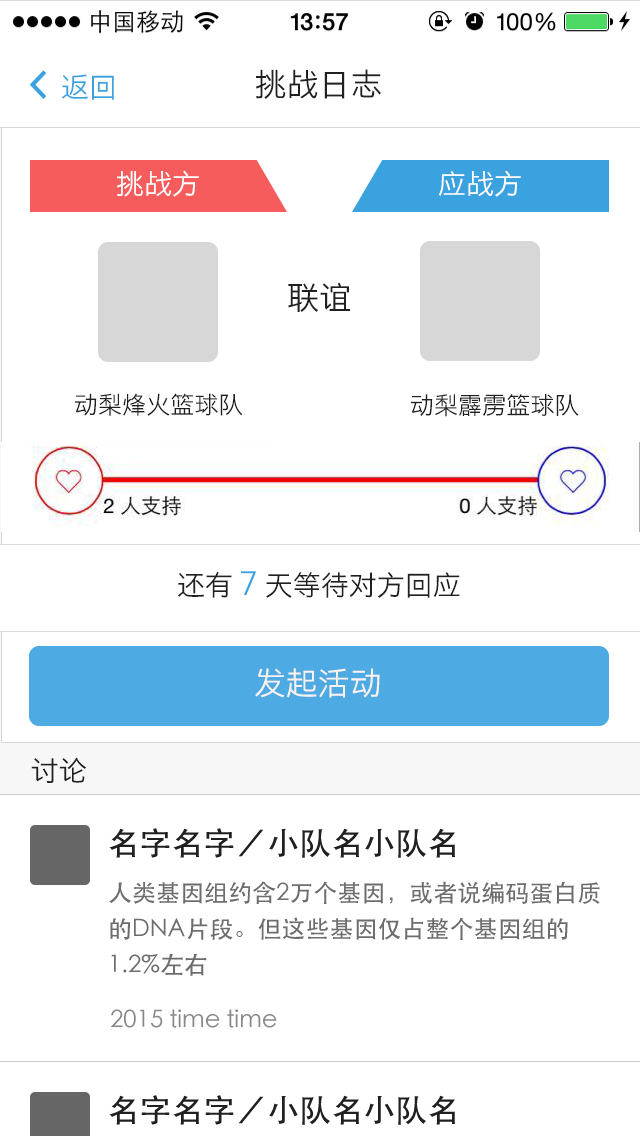 中国移动 13:57 100%
返回 挑战日志
挑战方 应战方
联谊
动梨烽火篮球队 动梨霹雳篮球队
2 人支持 0 人支持
还有 7 天等待对方回应
发起活动
讨论
名字名字／小队名小队名
人类基因组约含2万个基因，或者说编码蛋白质
的DNA片段。但这些基因仅占整个基因组的
1.2%左右
2015 time time
名字名字／小队名小队名